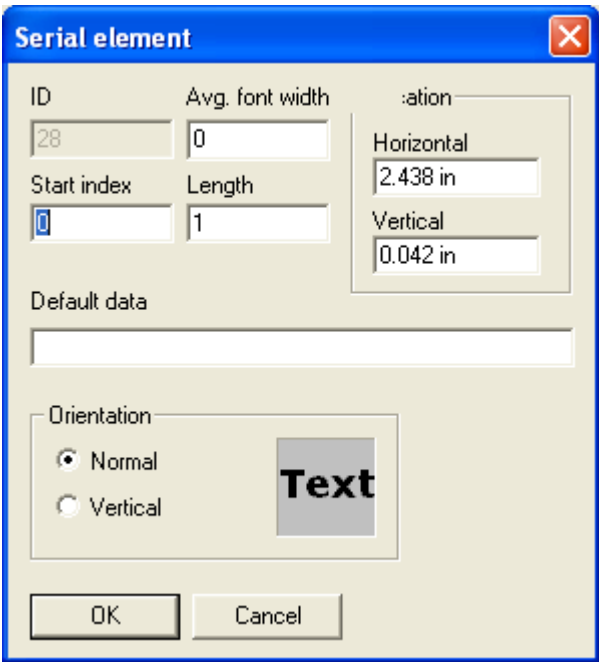 Serial element
ID
Avg. font width
:ation
28
0
Horizontal
2.438 in
Start index
Length
0
1
Vertical
0.042 in
Default data
Orientation
Normal
Vertical
Text
OK
Cancel